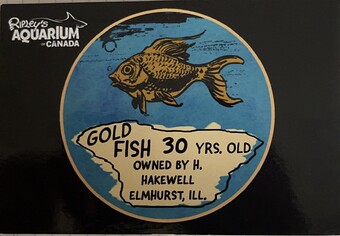 Ripley's
AQUARIUM
OF CANADA
GOLD
FISH 30 YRS. OLD
OWNED BY H.
HAKEWELL
ELMHURST, ILL.